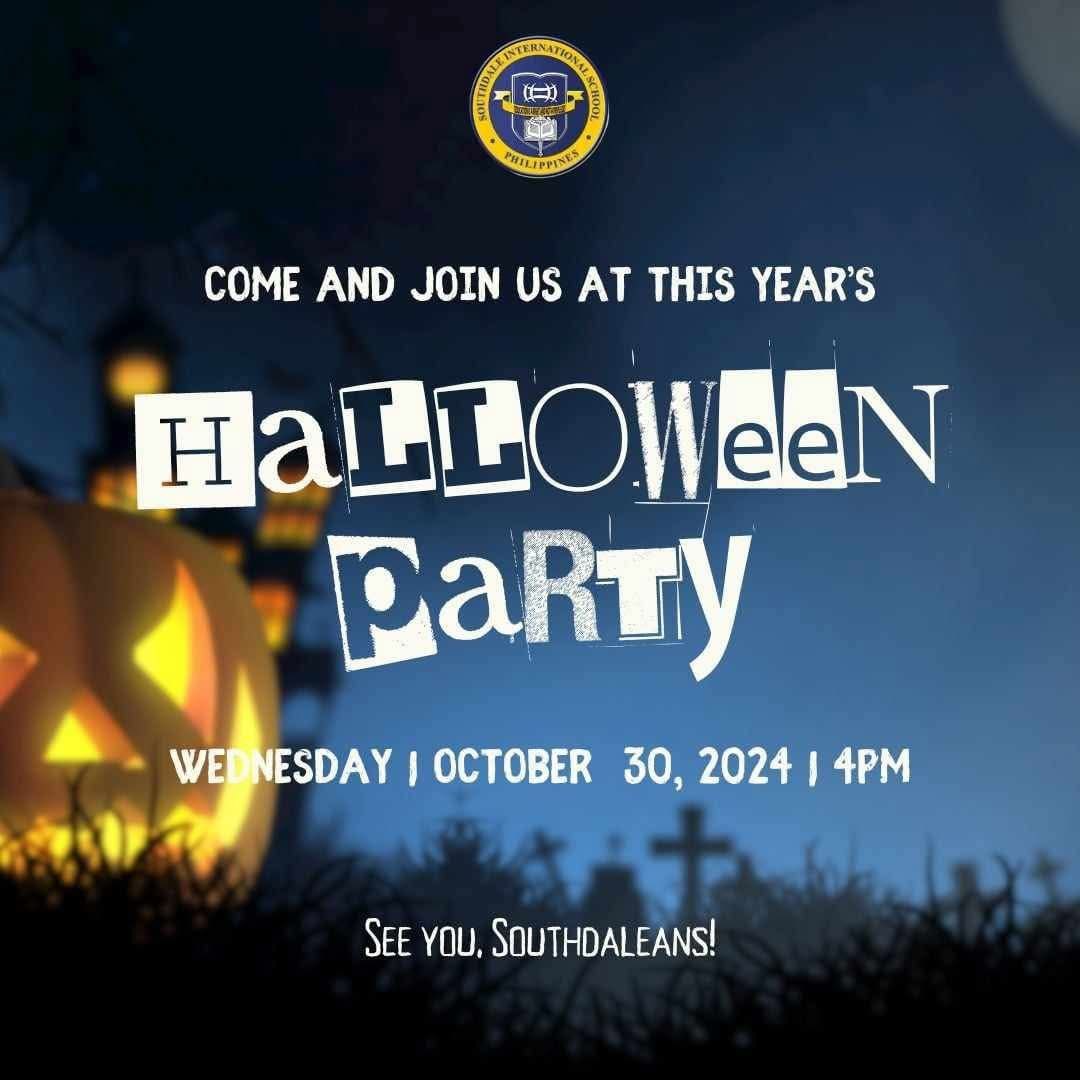 SOUTHDALE INTERNATIONAL SCHOOL
PHILIPPINES
COME AND JOIN US AT THIS YEAR'S
HaLLOWeeN
PaRTy
WEDNESDAY | OCTOBER 30, 2024 | 4PM
SEE YOU, SOUTHDALEANS!